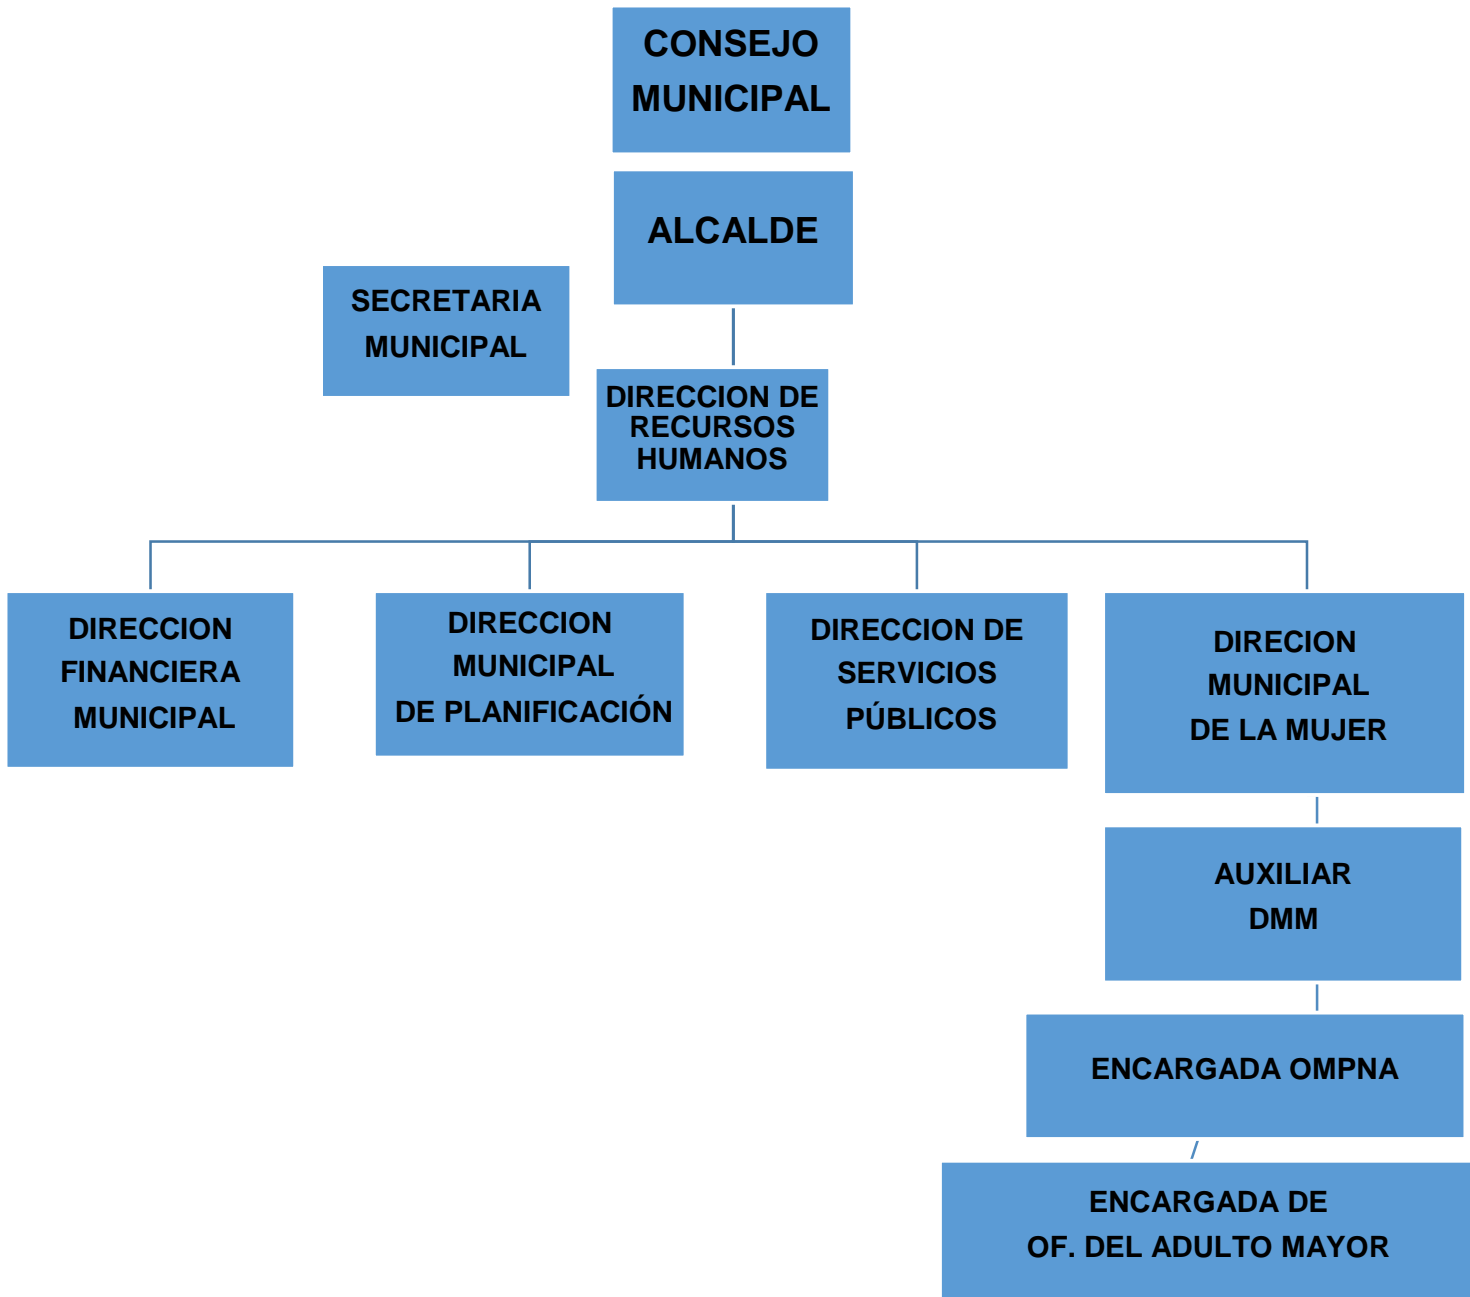 CONSEJO
MUNICIPAL
ALCALDE
SECRETARIA
MUNICIPAL
DIRECCION DE
RECURSOS
HUMANOS
DIRECCION
FINANCIERA
MUNICIPAL
DIRECCION
MUNICIPAL
DE PLANIFICACIÓN
DIRECCION DE
SERVICIOS
PÚBLICOS
DIRECION
MUNICIPAL
DE LA MUJER
AUXILIAR
DMM
ENCARGADA OMPNA
ENCARGADA DE
OF. DEL ADULTO MAYOR